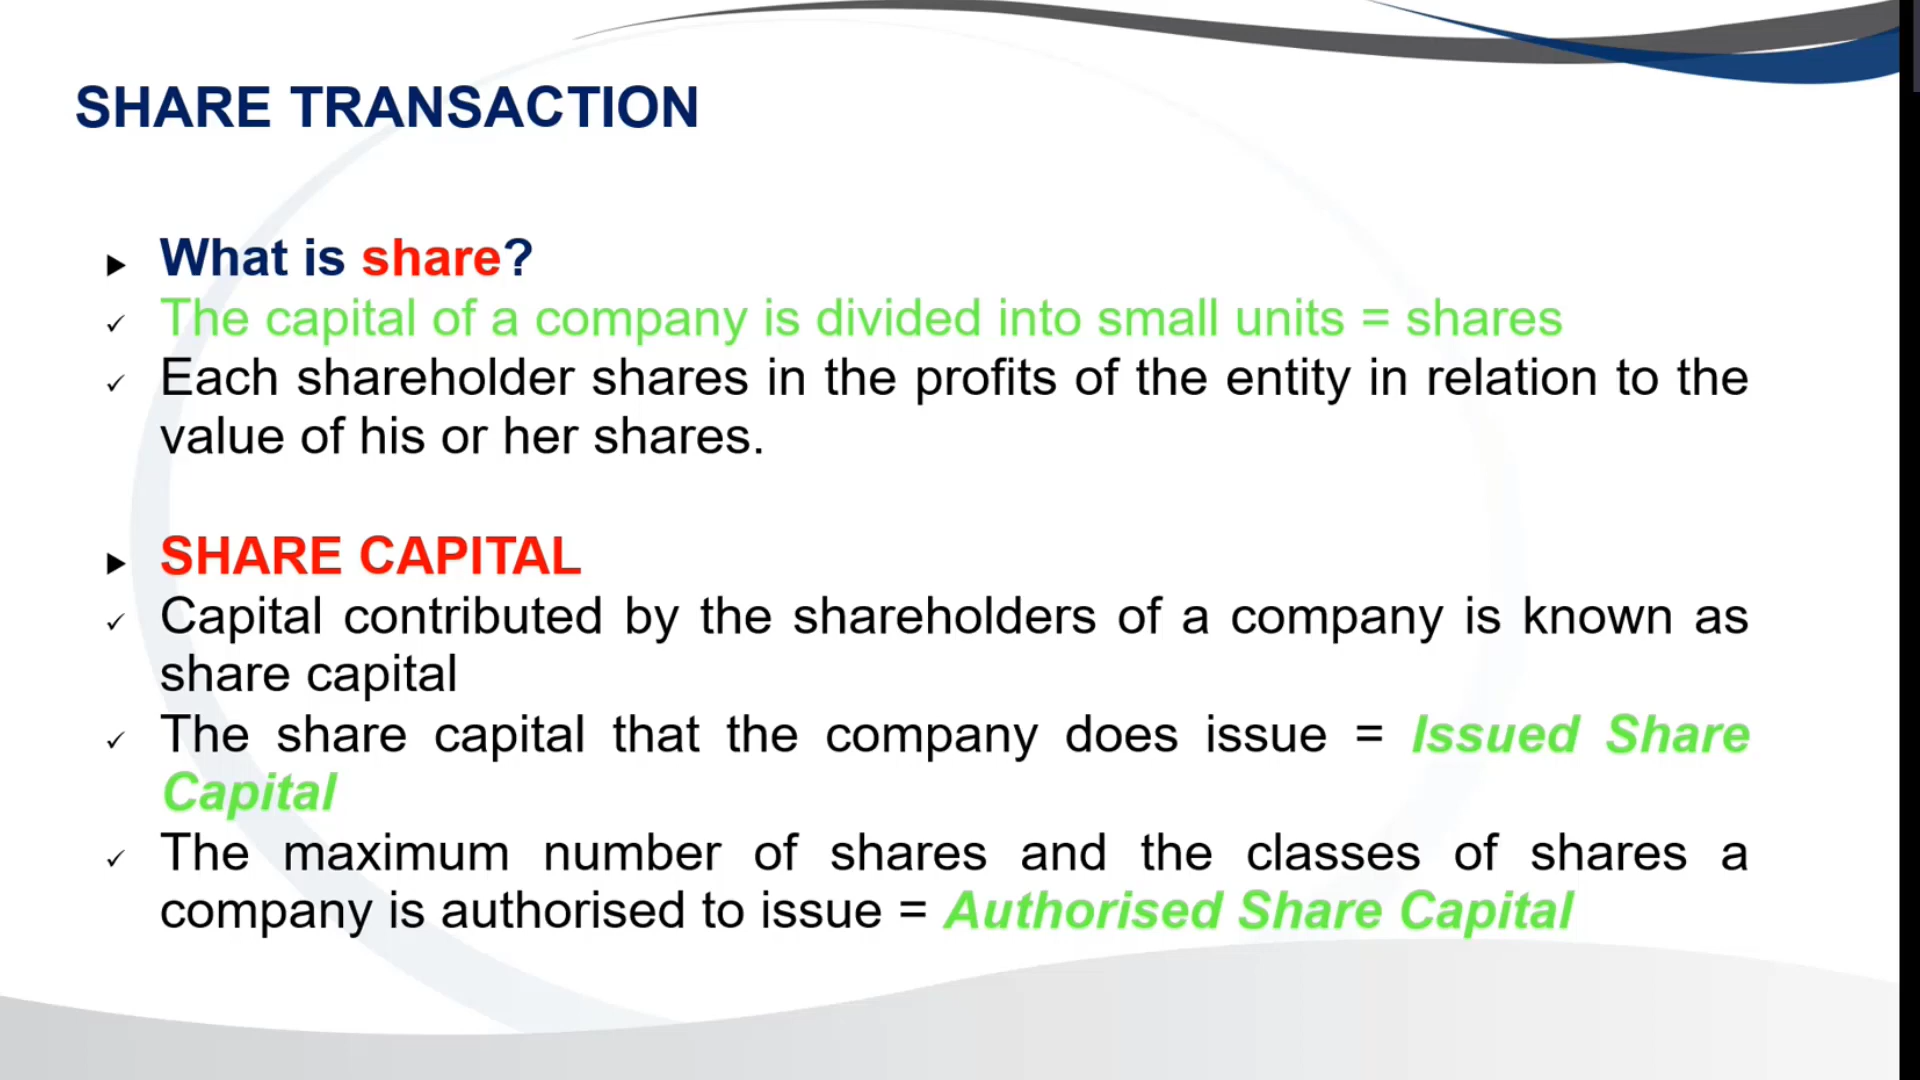 SHARE TRANSACTION
What is share?
The capital of a company is divided into small units = shares
Each shareholder shares in the profits of the entity in relation to the
value of his or her shares.
SHARE CAPITAL
Capital contributed by the shareholders of a company is known as
share capital
The share capital that the company does issue = Issued Share
Capital
The maximum number of shares and the classes of shares a
company is authorised to issue = Authorised Share Capital